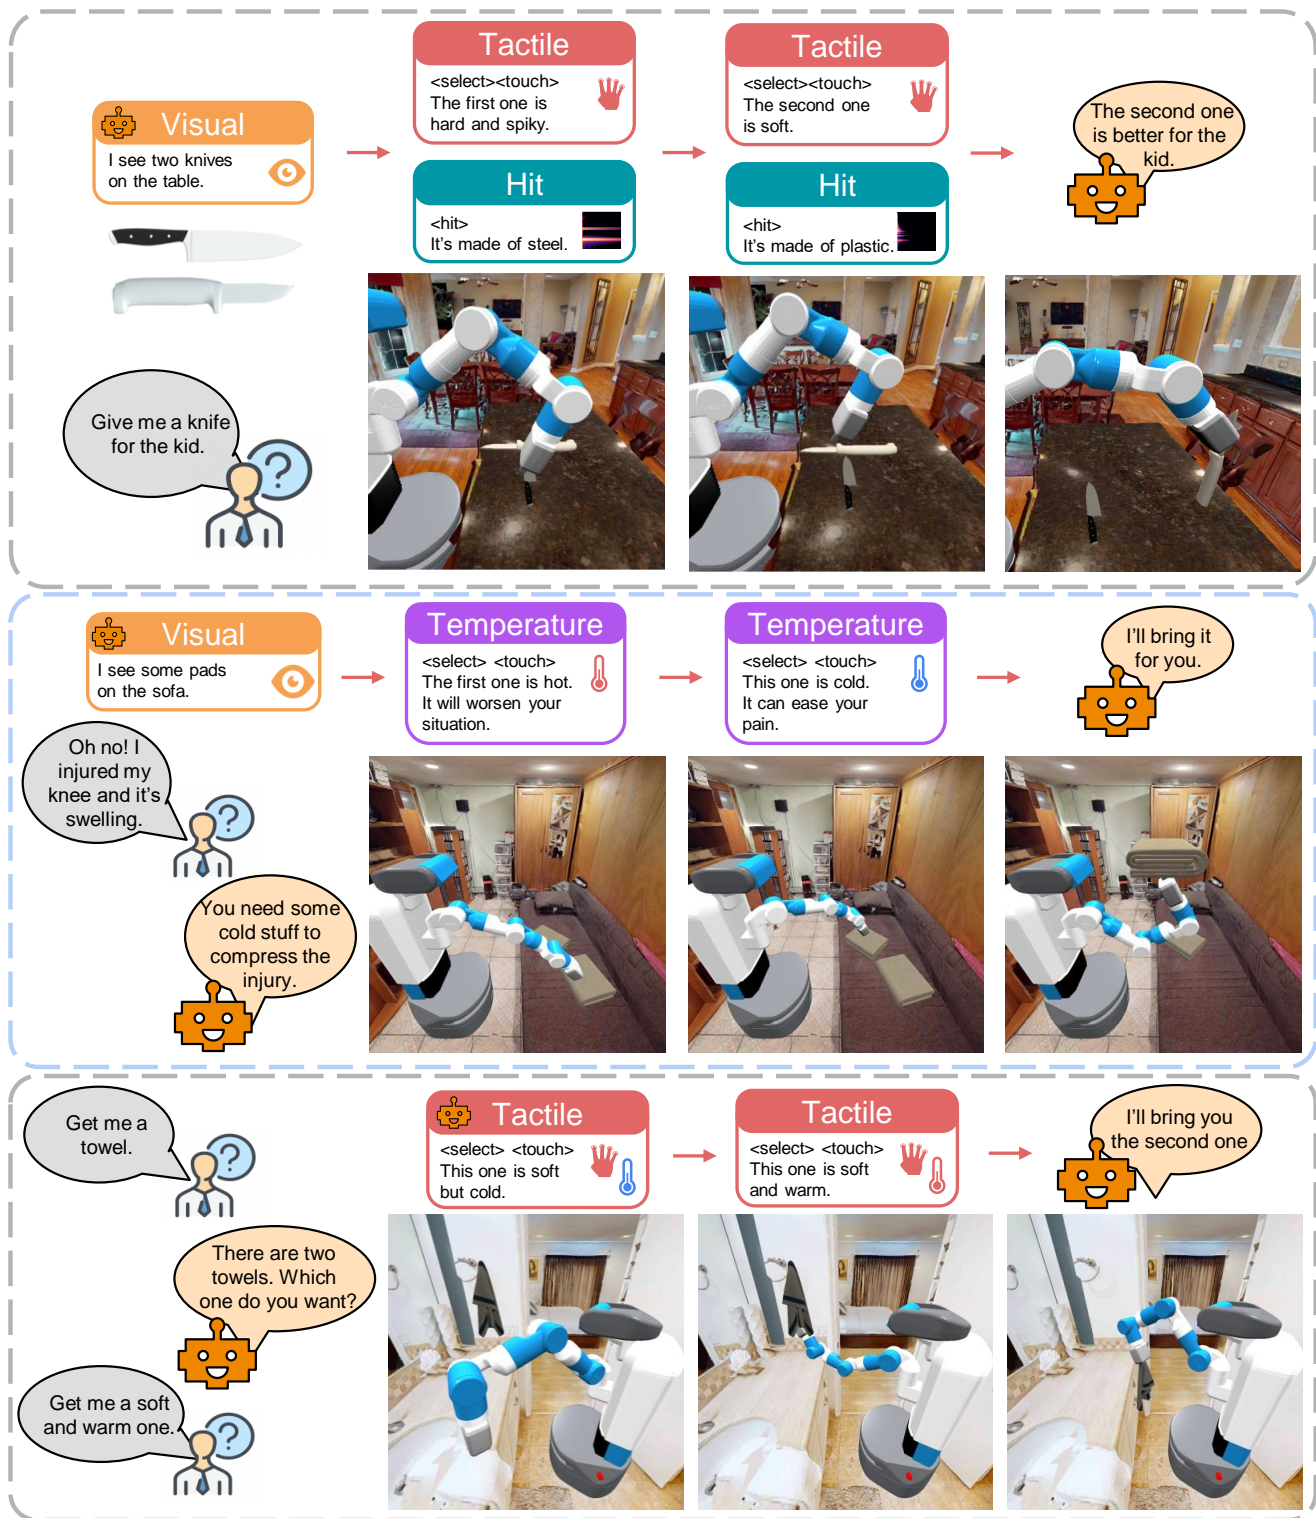 Tactile
<select><touch>
The first one is
hard and spiky.
Tactile
<select><touch>
The second one
is soft.
The second one
is better for the
kid.
Visual
I see two knives
on the table.
Hit
<hit>
It's made of steel.
Hit
<hit>
It's made of plastic.
Give me a knife
for the kid.
Visual
I see some pads
on the sofa.
Temperature
<select> <touch>
The first one is hot.
It will worsen your
situation.
Temperature
<select> <touch>
This one is cold.
It can ease your
pain.
I'll bring it
for you.
Oh no! I
injured my
knee and it's
swelling.
You need some
cold stuff to
compress the
injury.
Get me a
towel.
Tactile
<select> <touch>
This one is soft
but cold.
Tactile
<select> <touch>
This one is soft
and warm.
I'll bring you
the second one
There are two
towels. Which
one do you want?
Get me a soft
and warm one.